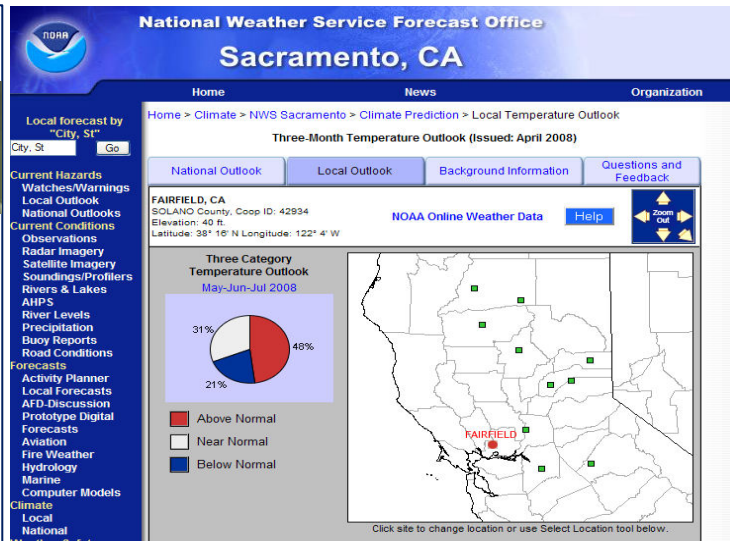 NOAA
National Weather Service Forecast Office
Sacramento, CA
Home News Organization
Local forecast by
"City, St"
City, St Go
Current Hazards
Watches/Warnings
Local Outlook
National Outlooks
Current Conditions
Observations
Radar Imagery
Satellite Imagery
Soundings/Profilers
Rivers & Lakes
AHPS
River Levels
Precipitation
Buoy Reports
Road Conditions
Forecasts
Activity Planner
Local Forecasts
AFD-Discussion
Prototype Digital
Forecasts
Aviation
Fire Weather
Hydrology
Marine
Computer Models
Climate
Local
National
Home > Climate > NWS Sacramento > Climate Prediction > Local Temperature Outlook
Three-Month Temperature Outlook (Issued: April 2008)
National Outlook Local Outlook Background Information Questions and
Feedback
FAIRFIELD, CA
SOLANO County, Coop ID: 42934
Elevation: 40 ft.
Latitude: 38° 16' N Longitude: 122° 4' W
NOAA Online Weather Data Help
Zoom
Out
Three Category
Temperature Outlook
May-Jun-Jul 2008
31%
48%
21%
Above Normal
Near Normal
Below Normal
FAIRFIELD
Click site to change location or use Select Location tool below.